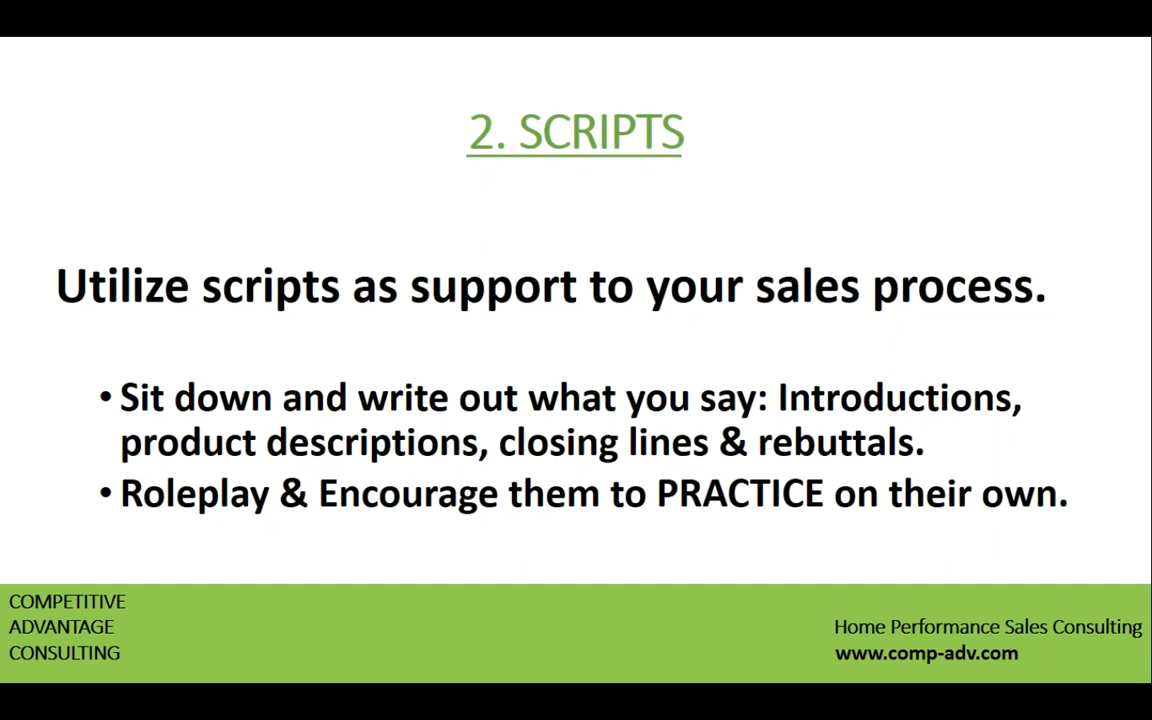 2. SCRIPTS
Utilize scripts as support to your sales process.
• Sit down and write out what you say: Introductions,
product descriptions, closing lines & rebuttals.
• Roleplay & Encourage them to PRACTICE on their own.
COMPETITIVE
ADVANTAGE
CONSULTING
Home Performance Sales Consulting
www.comp-adv.com